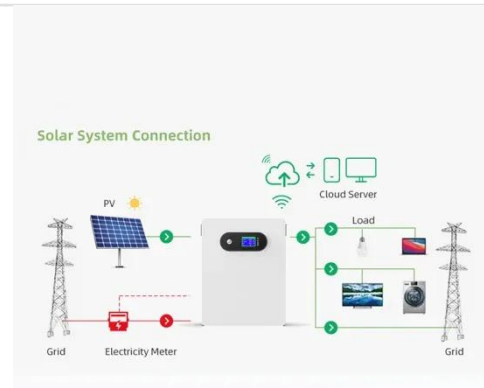 Solar System Connection
Cloud Server
PV
Load
Grid
Electricity Meter
Grid